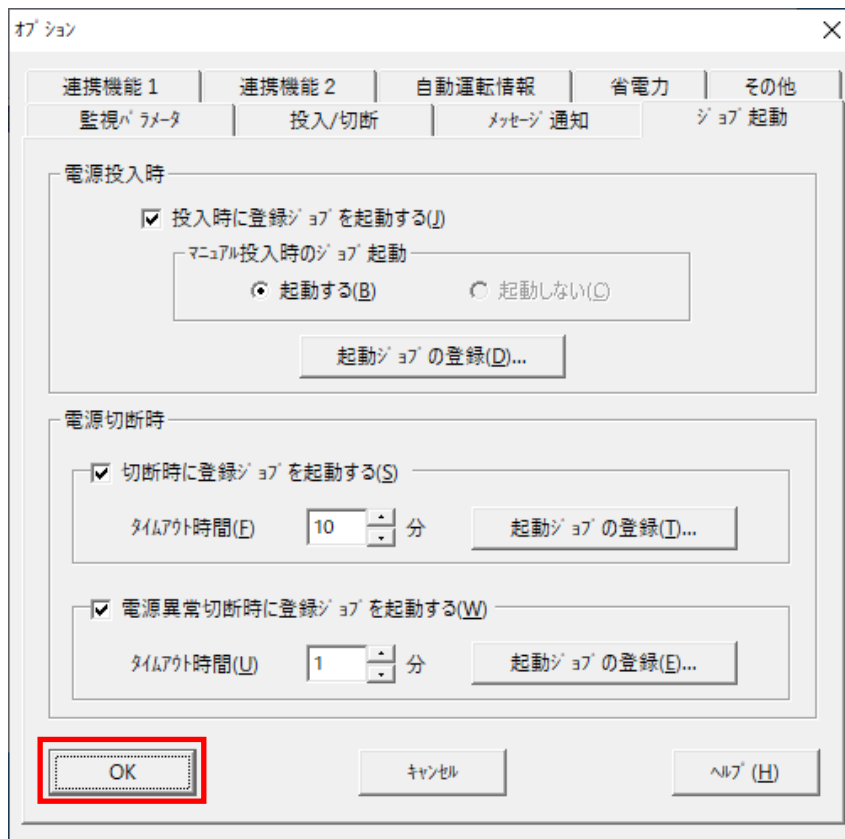 ｵﾌﾟｼｮﾝ
連携機能１ 連携機能２ 自動運転情報 省電力 その他
監視ﾊﾟﾗﾒｰﾀ 投入/切断 ﾒｯｾｰｼﾞ通知 ｼﾞｮﾌﾞ起動
電源投入時
投入時に登録ｼﾞｮﾌﾞを起動する(J)
ﾏﾆｭｱﾙ投入時のｼﾞｮﾌﾞ起動
起動する(B) 起動しない(C)
起動ｼﾞｮﾌﾞの登録(D)...
電源切断時
切断時に登録ｼﾞｮﾌﾞを起動する(S)
ﾀｲﾑｱｳﾄ時間(F) 10 分 起動ｼﾞｮﾌﾞの登録(T)...
電源異常切断時に登録ｼﾞｮﾌﾞを起動する(W)
ﾀｲﾑｱｳﾄ時間(U) 1 分 起動ｼﾞｮﾌﾞの登録(E)...
OK ｷｬﾝｾﾙ ﾍﾙﾌﾟ(H)